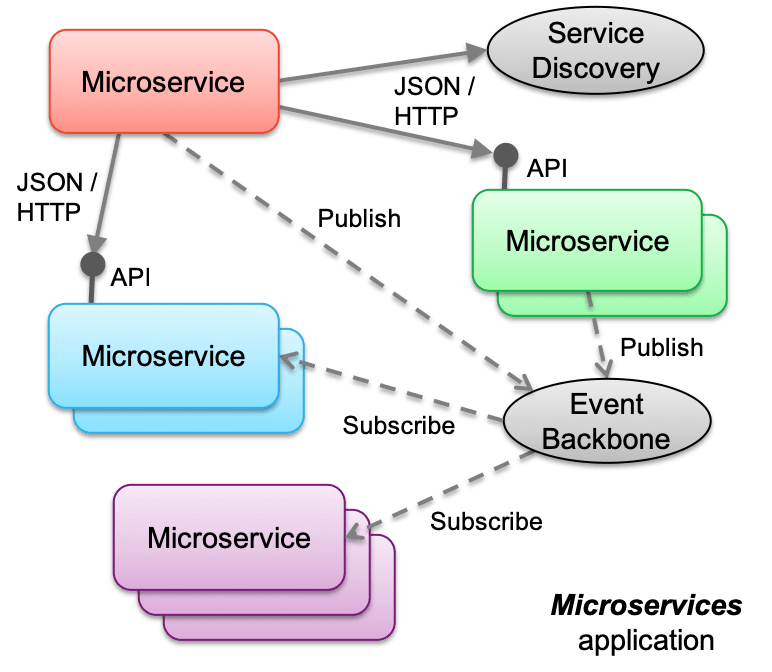 Microservice
Service
Discovery
JSON /
HTTP
API
JSON /
HTTP
Publish
Microservice
API
Publish
Microservice
Event
Backbone
Subscribe
Subscribe
Microservice
Microservices
application